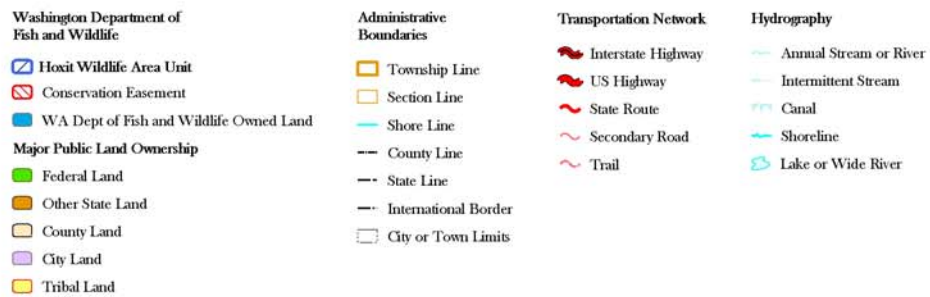 Washington Department of
Fish and Wildlife
Hoxit Wildlife Area Unit
Conservation Easement
WA Dept of Fish and Wildlife Owned Land
Major Public Land Ownership
Federal Land
Other State Land
County Land
City Land
Tribal Land
Administrative
Boundaries
Township Line
Section Line
Shore Line
County Line
State Line
International Border
City or Town Limits
Transportation Network
Interstate Highway
US Highway
State Route
Secondary Road
Trail
Hydrography
Annual Stream or River
Intermittent Stream
Canal
Shoreline
Lake or Wide River